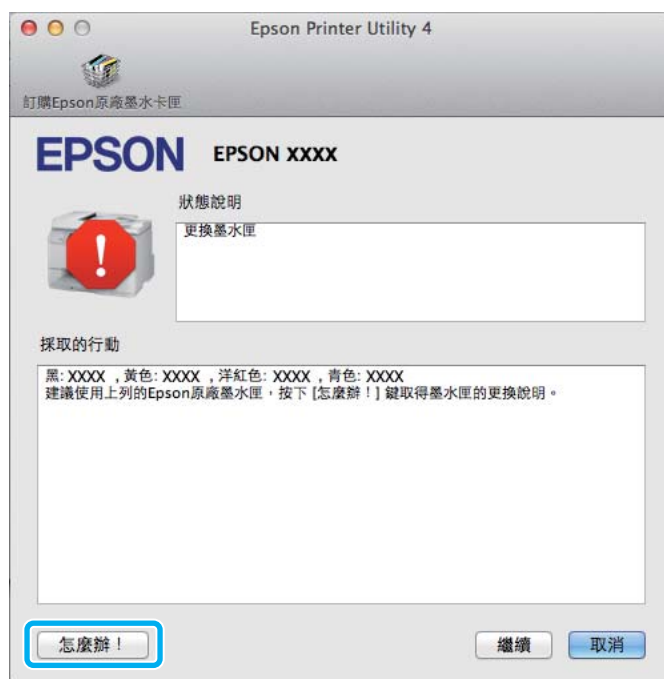 Epson Printer Utility 4
訂購Epson原廠墨水卡匣
EPSON EPSON XXXX
狀態說明
更換墨水匣
採取的行動
黑: XXXX , 黃色: XXXX , 洋紅色: XXXX , 青色: XXXX
建議使用上列的Epson原廠墨水匣，按下 [怎麼辦！] 鍵取得墨水匣的更換說明。
怎麼辦！ 繼續 取消